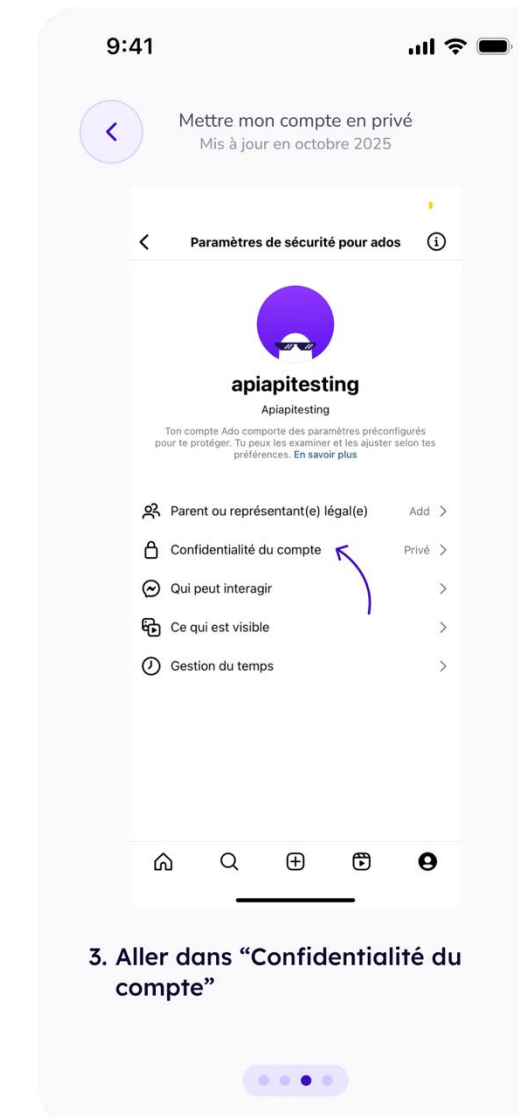 9:41
Mettre mon compte en privé
Mis à jour en octobre 2025
Paramètres de sécurité pour ados
apiapitesting
Apiapitesting
Ton compte Ado comporte des paramètres préconfigurés
pour te protéger. Tu peux les examiner et les ajuster selon tes
préférences. En savoir plus
Parent ou représentant(e) légal(e) Add
Confidentialité du compte Privé
Qui peut interagir
Ce qui est visible
Gestion du temps
3. Aller dans “Confidentialité du
compte”